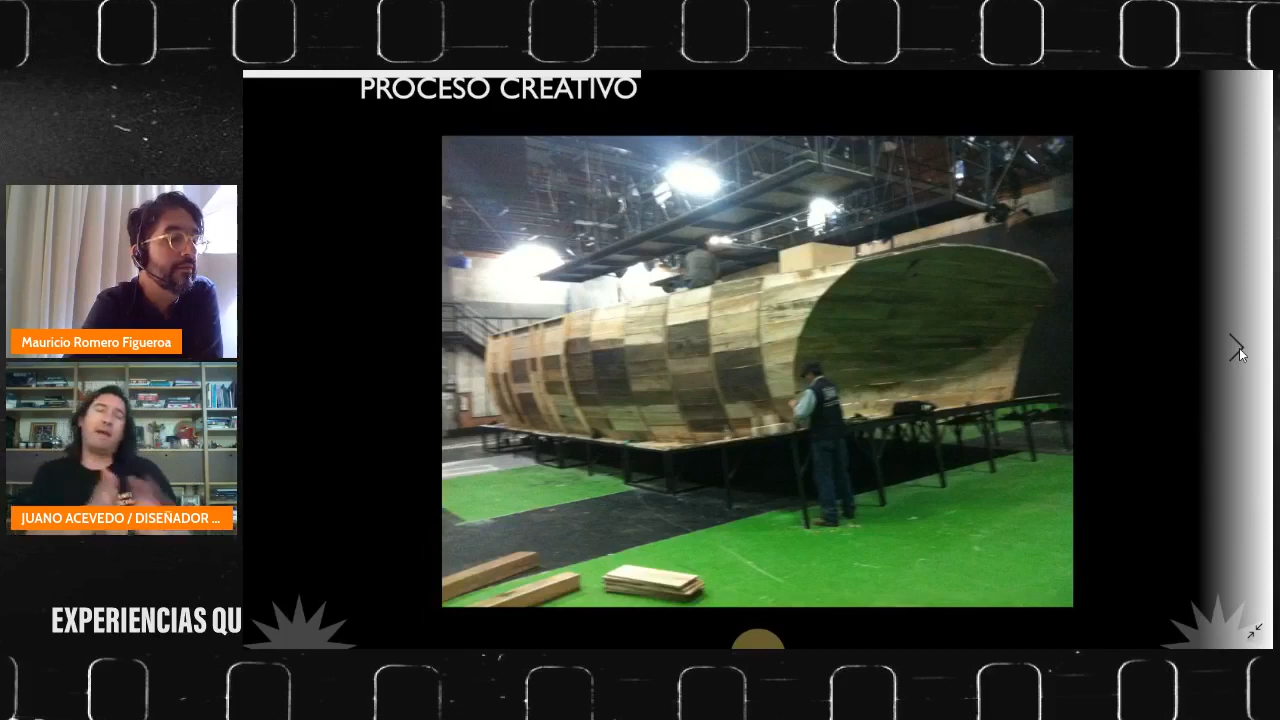 PROCESO CREATIVO
Mauricio Romero Figueroa
JUANO ACEVEDO / DISEÑADOR ...
EXPERIENCIAS QU